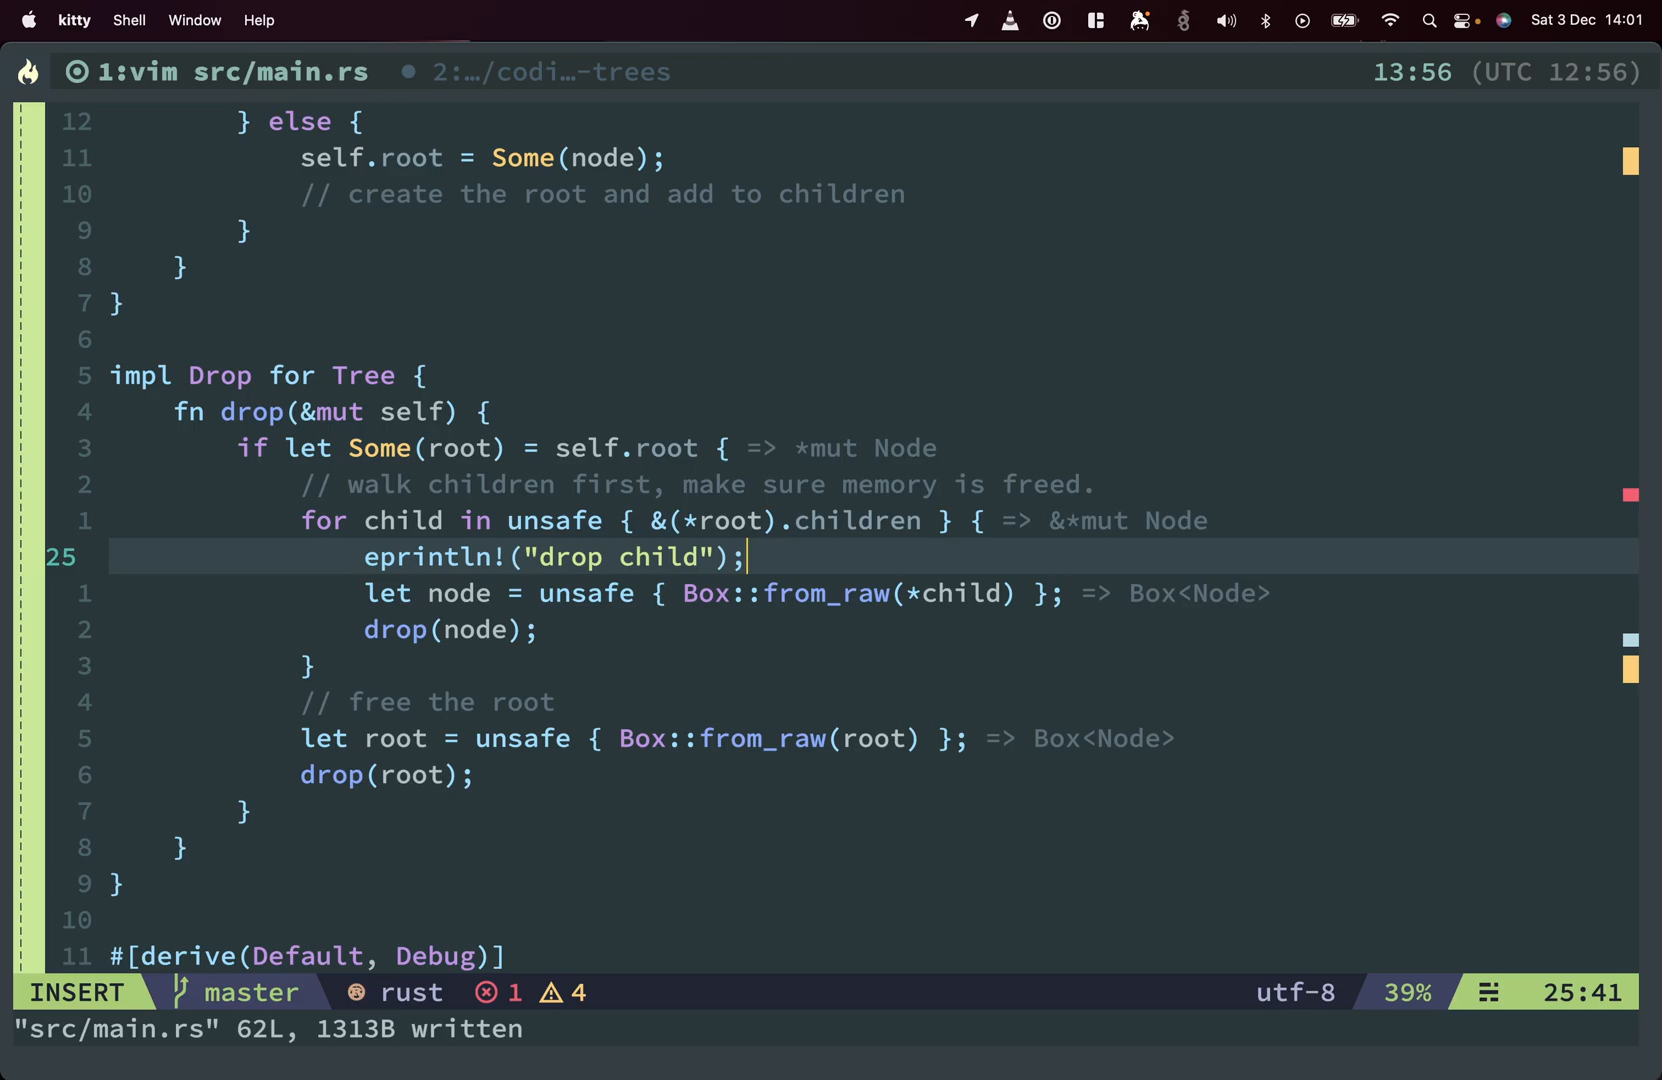 kitty Shell Window Help Sat 3 Dec 14:01
1:vim src/main.rs 2:…/codi…-trees 13:56 (UTC 12:56)
12 } else {
11 self.root = Some(node);
10 // create the root and add to children
9 }
8 }
7 }
6
5 impl Drop for Tree {
4 fn drop(&mut self) {
3 if let Some(root) = self.root { => *mut Node
2 // walk children first, make sure memory is freed.
1 for child in unsafe { &(*root).children } { => &*mut Node
25 eprintln!("drop child");
1 let node = unsafe { Box::from_raw(*child) }; => Box<Node>
2 drop(node);
3 }
4 // free the root
5 let root = unsafe { Box::from_raw(root) }; => Box<Node>
6 drop(root);
7 }
8 }
9 }
10
11 #[derive(Default, Debug)]
INSERT master rust 1 4 utf-8 39% 25:41
"src/main.rs" 62L, 1313B written